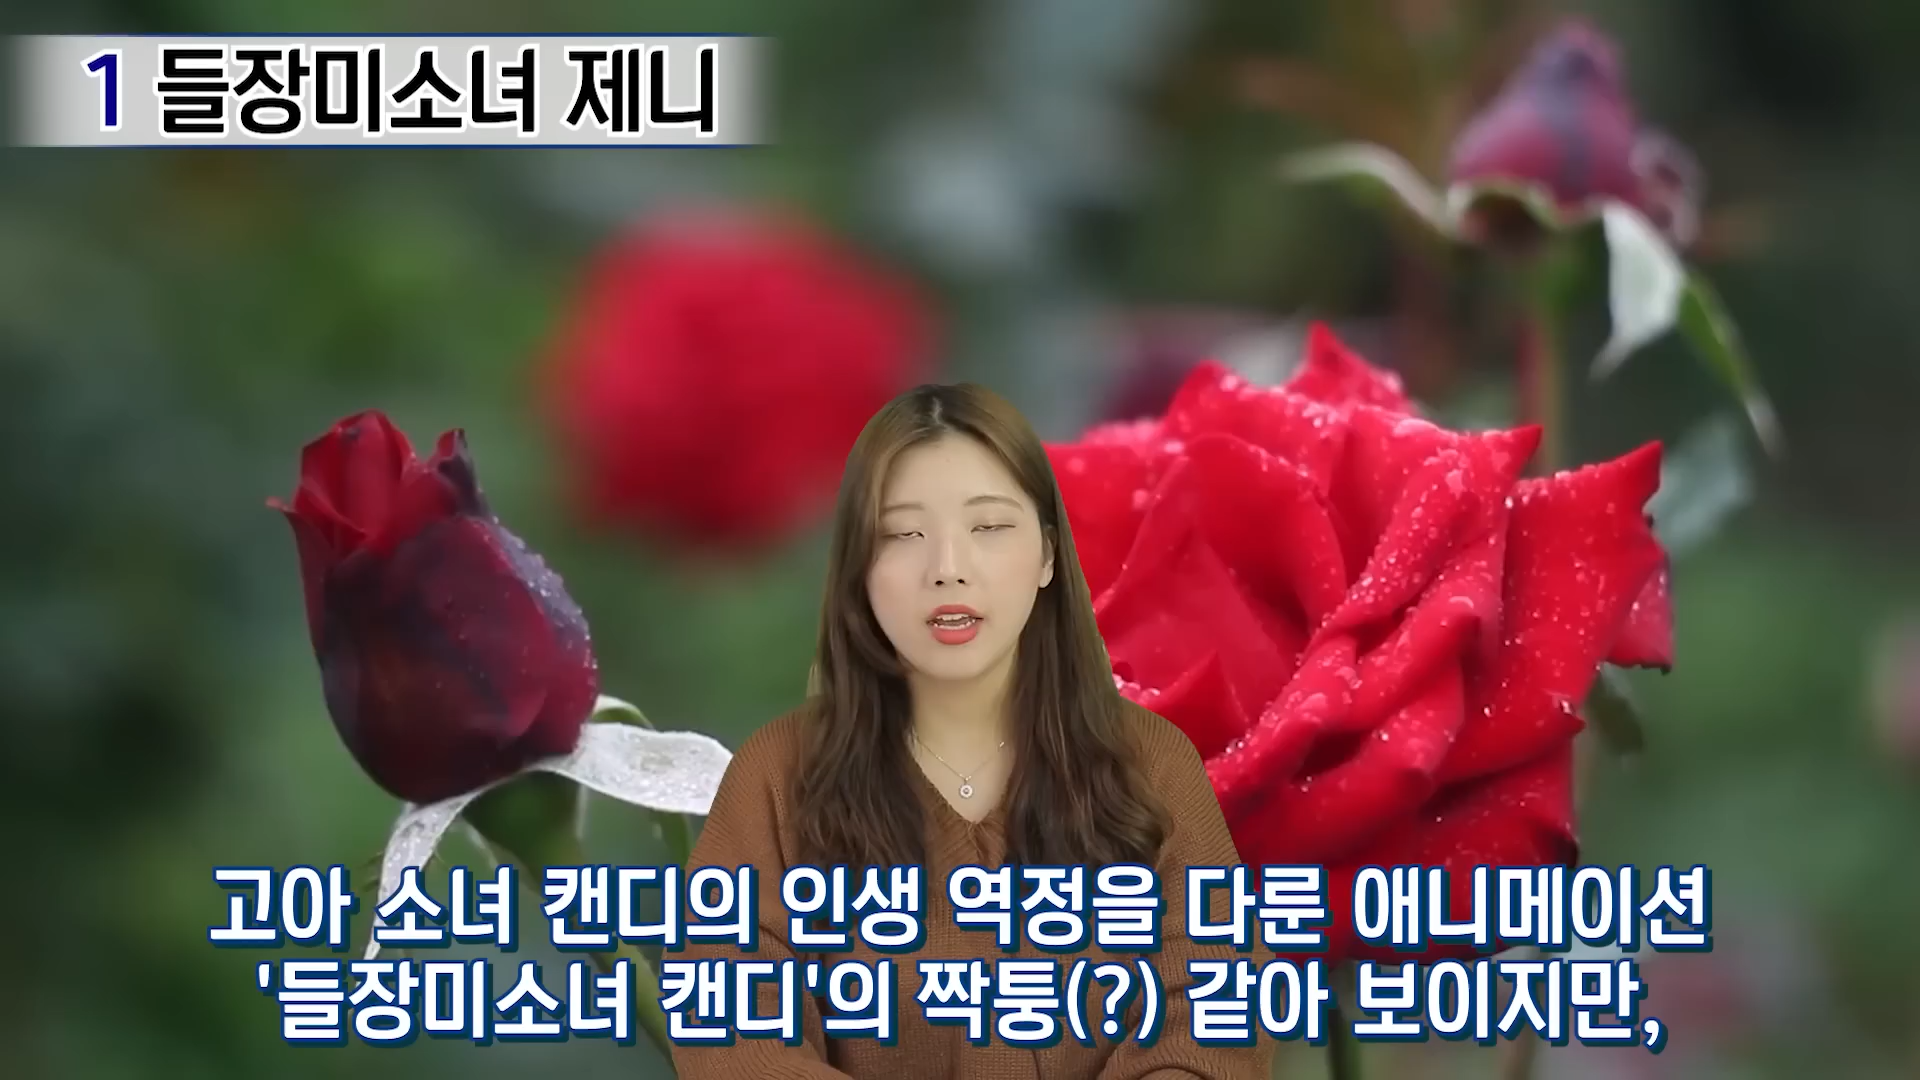 1 들장미소녀 제니
고아 소녀 캔디의 인생 역정을 다룬 애니메이션
'들장미소녀 캔디'의 짝퉁(?) 같아 보이지만,